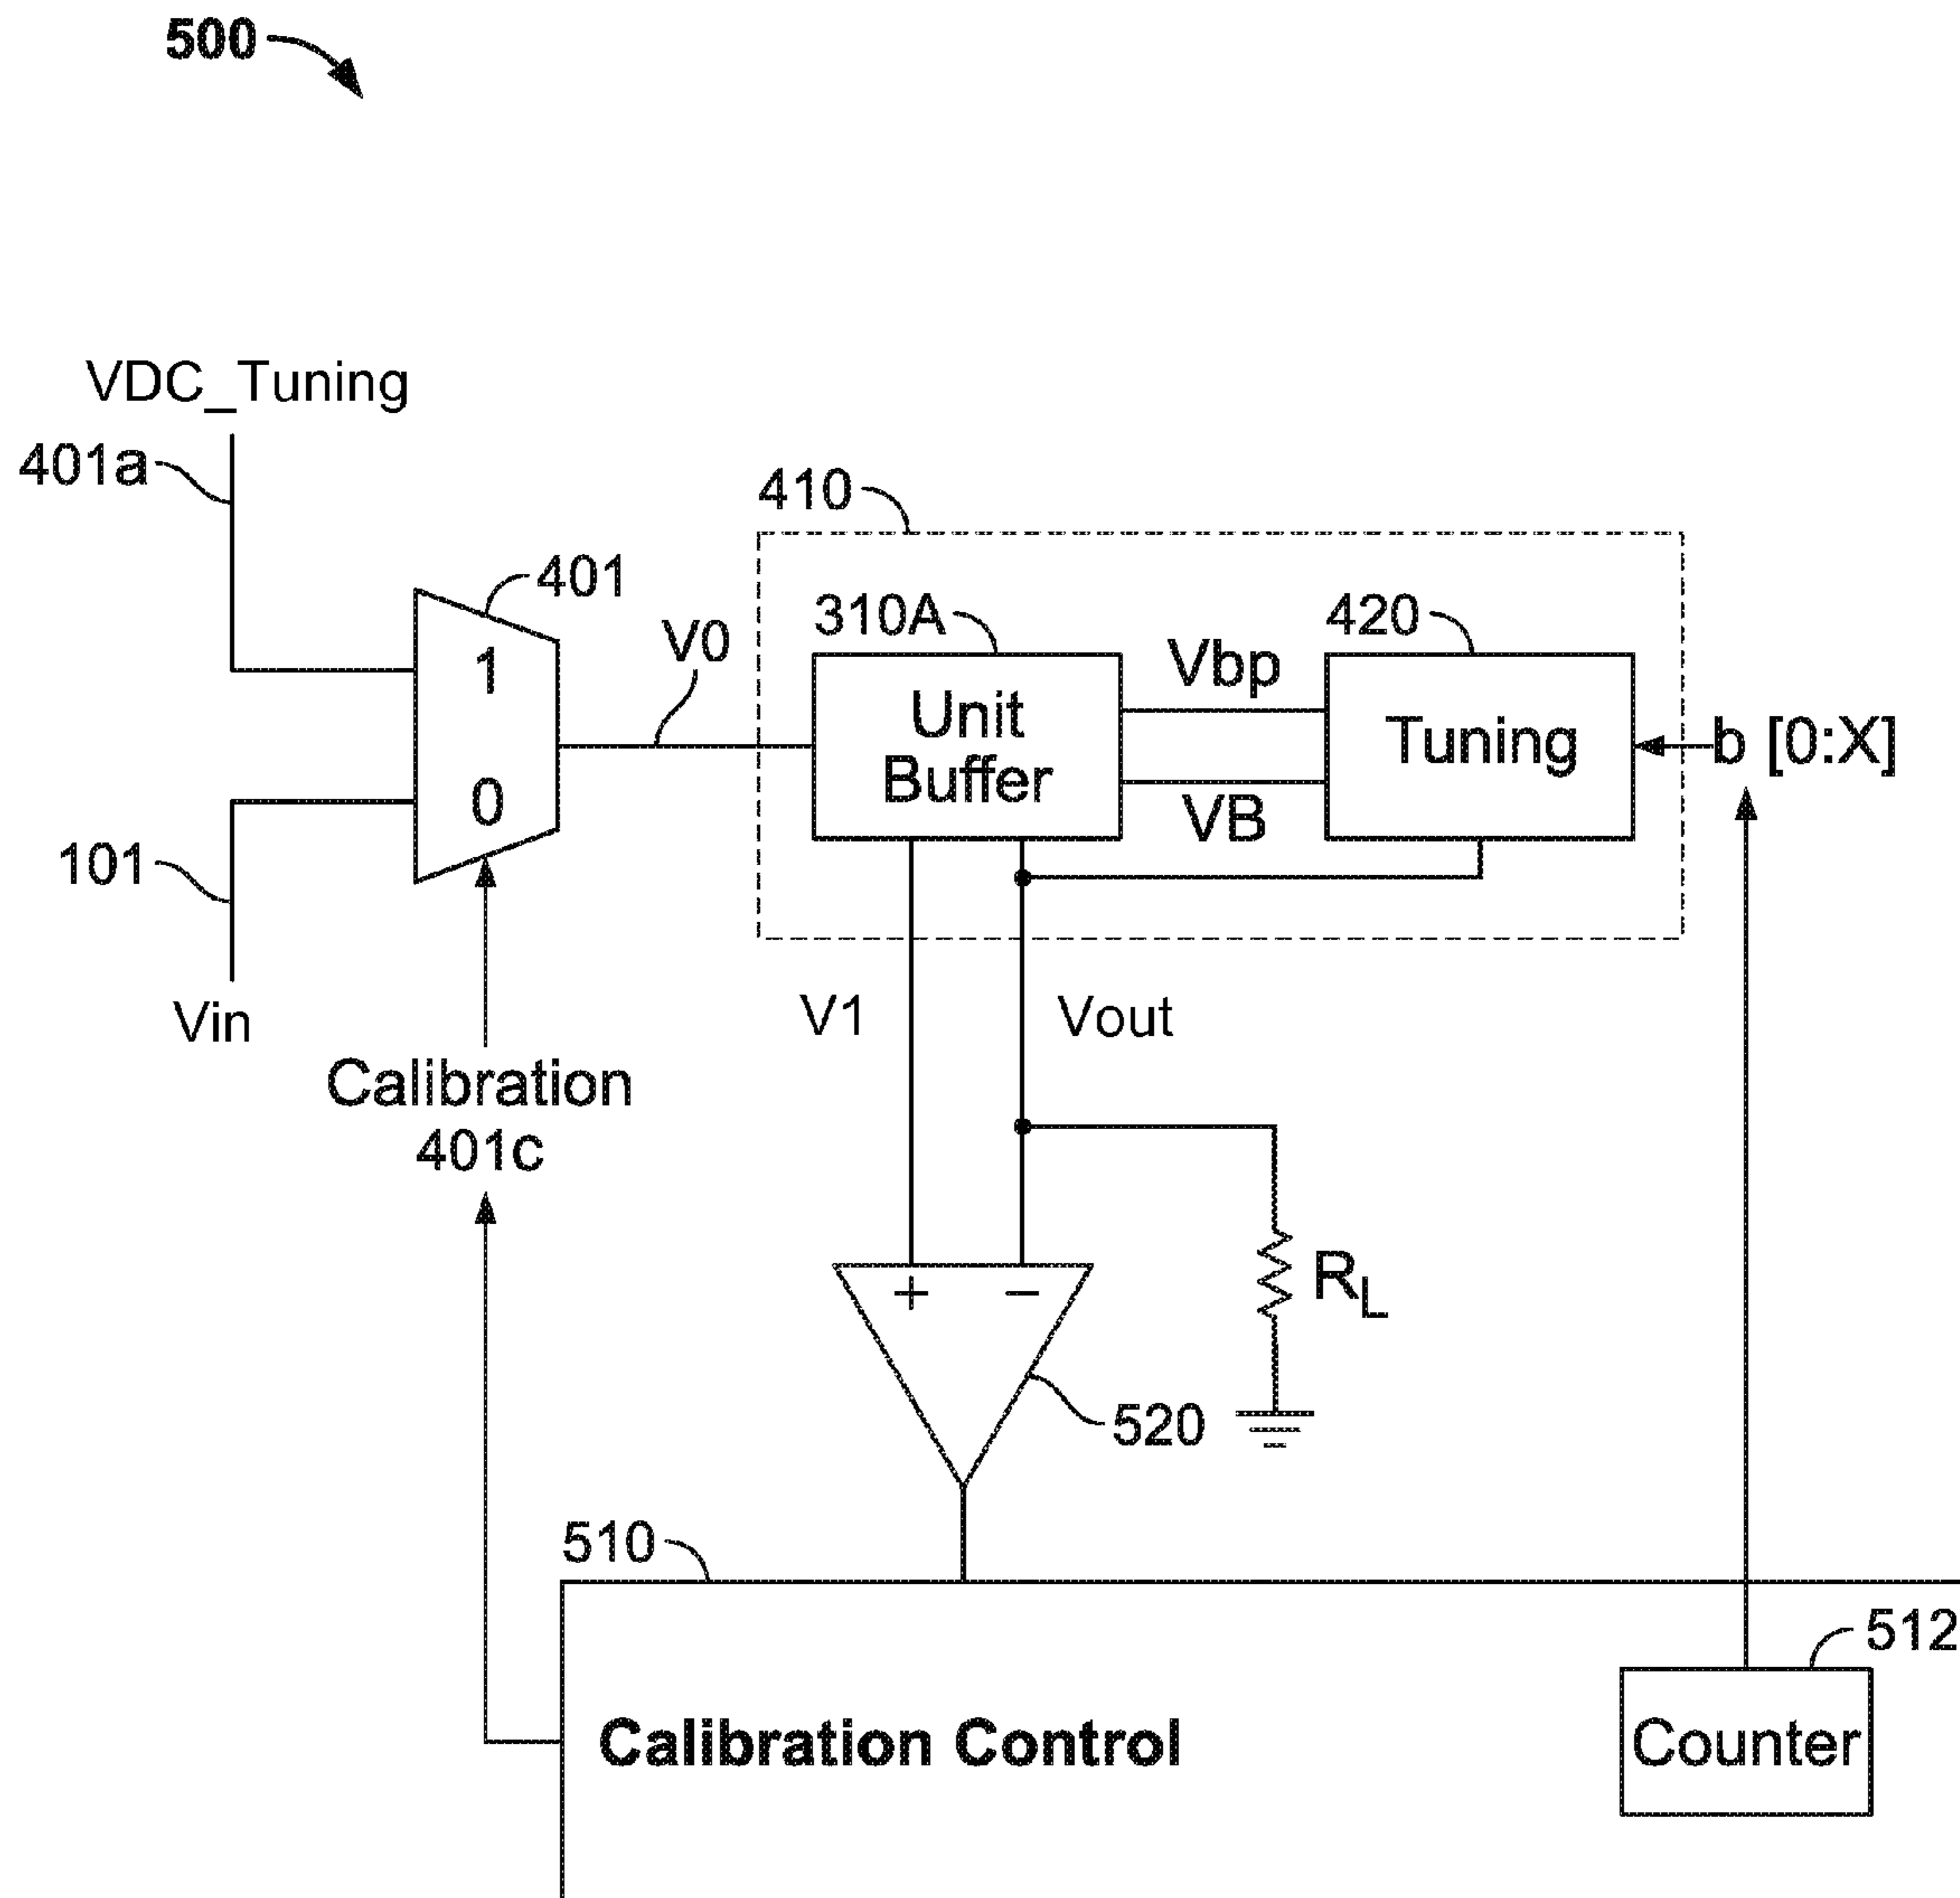 500
VDC_Tuning
401a
410
401
310A
420
V0
Vbp
1
Unit
Buffer
Tuning
b [0:X]
0
VB
101
V1
Vout
Vin
Calibration
401c
+
−
RL
520
510
512
Calibration Control
Counter